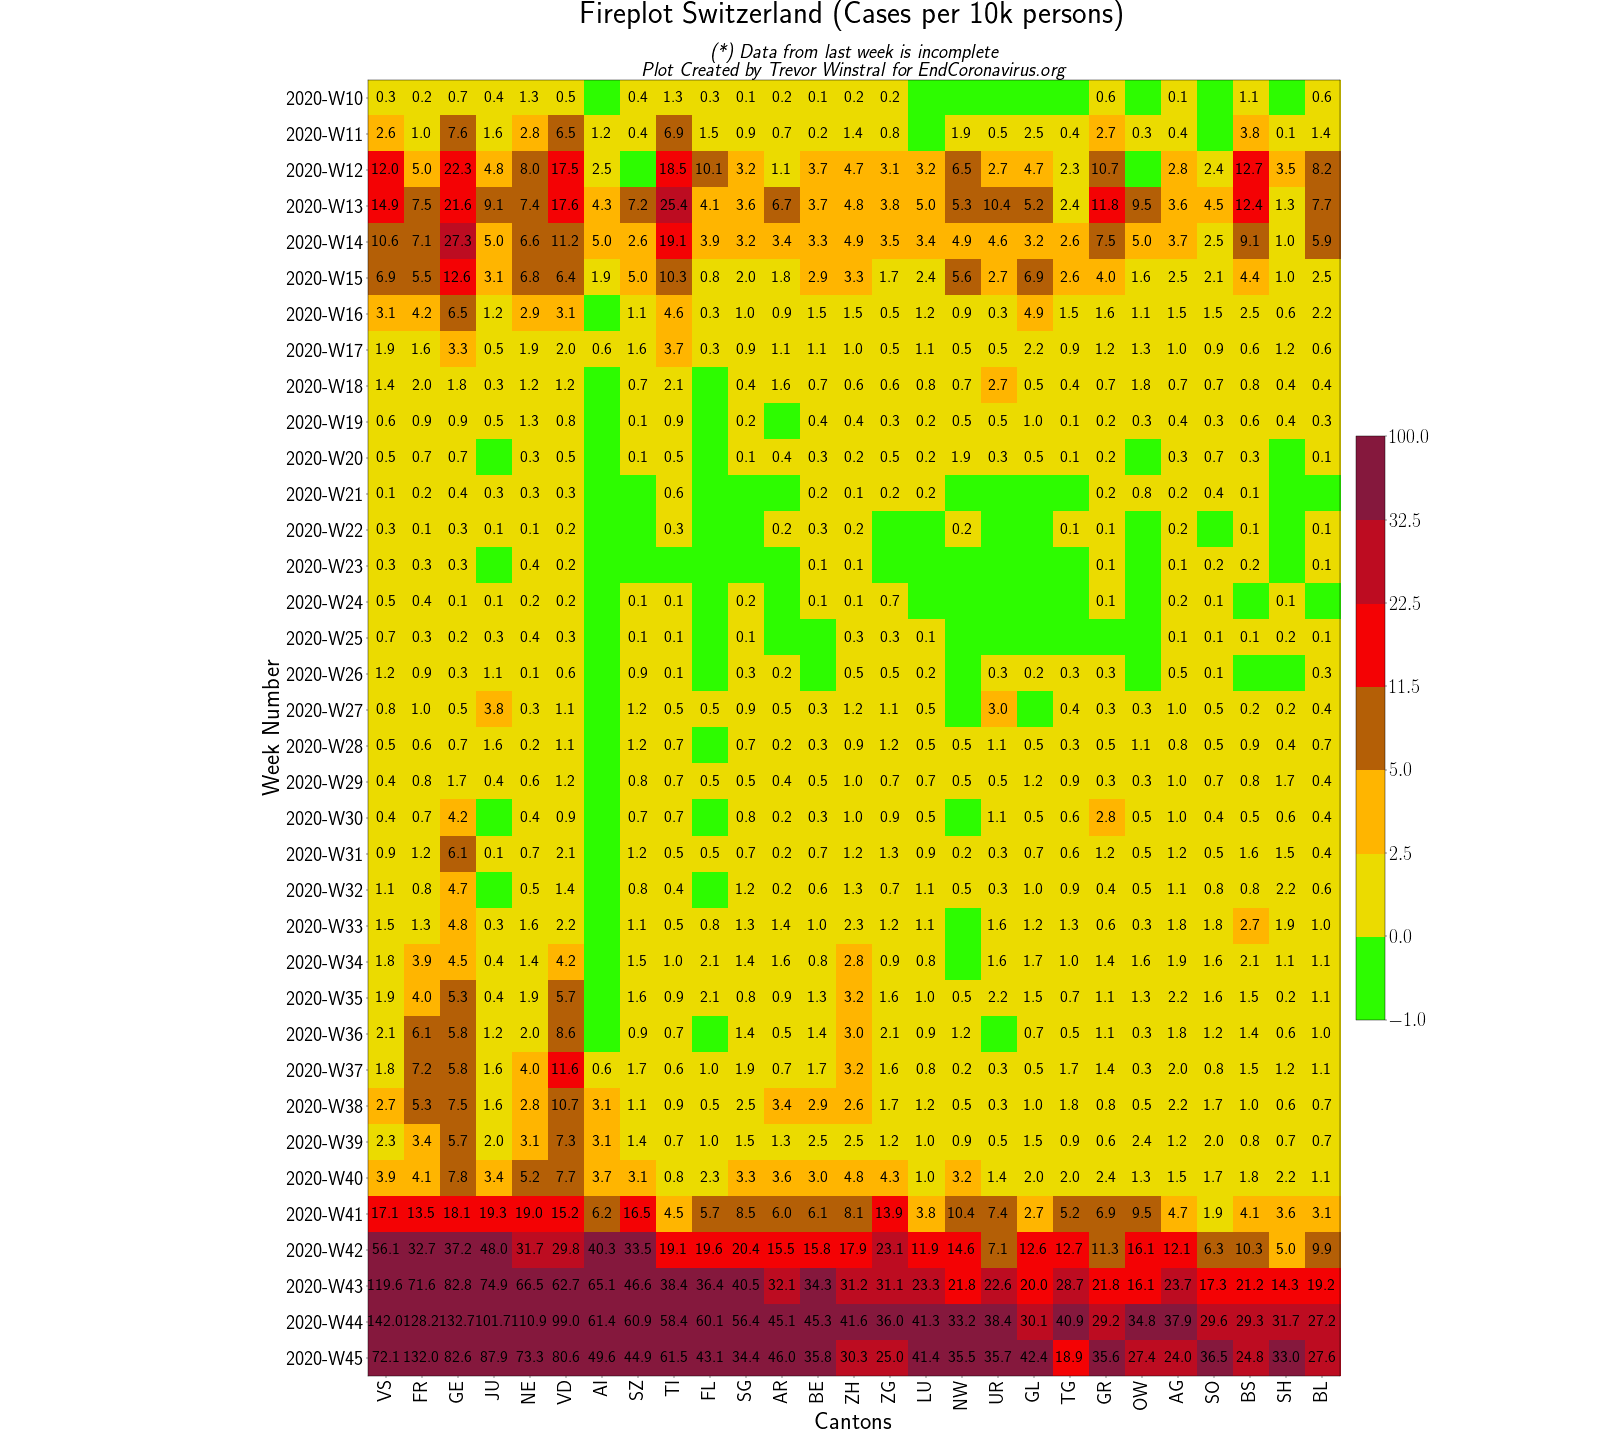 Fireplot Switzerland (Cases per 10k persons)
(*) Data from last week is incomplete
Plot Created by Trevor Winstral for EndCoronavirus.org
2020-W10 0.3 0.2 0.7 0.4 1.3 0.5 0.4 1.3 0.3 0.1 0.2 0.1 0.2 0.2 0.6 0.1 1.1 0.6
2020-W11 2.6 1.0 7.6 1.6 2.8 6.5 1.2 0.4 6.9 1.5 0.9 0.7 0.2 1.4 0.8 1.9 0.5 2.5 0.4 2.7 0.3 0.4 3.8 0.1 1.4
2020-W12 12.0 5.0 22.3 4.8 8.0 17.5 2.5 18.5 10.1 3.2 1.1 3.7 4.7 3.1 3.2 6.5 2.7 4.7 2.3 10.7 2.8 2.4 12.7 3.5 8.2
2020-W13 14.9 7.5 21.6 9.1 7.4 17.6 4.3 7.2 25.4 4.1 3.6 6.7 3.7 4.8 3.8 5.0 5.3 10.4 5.2 2.4 11.8 9.5 3.6 4.5 12.4 1.3 7.7
2020-W14 10.6 7.1 27.3 5.0 6.6 11.2 5.0 2.6 19.1 3.9 3.2 3.4 3.3 4.9 3.5 3.4 4.9 4.6 3.2 2.6 7.5 5.0 3.7 2.5 9.1 1.0 5.9
2020-W15 6.9 5.5 12.6 3.1 6.8 6.4 1.9 5.0 10.3 0.8 2.0 1.8 2.9 3.3 1.7 2.4 5.6 2.7 6.9 2.6 4.0 1.6 2.5 2.1 4.4 1.0 2.5
2020-W16 3.1 4.2 6.5 1.2 2.9 3.1 1.1 4.6 0.3 1.0 0.9 1.5 1.5 0.5 1.2 0.9 0.3 4.9 1.5 1.6 1.1 1.5 1.5 2.5 0.6 2.2
2020-W17 1.9 1.6 3.3 0.5 1.9 2.0 0.6 1.6 3.7 0.3 0.9 1.1 1.1 1.0 0.5 1.1 0.5 0.5 2.2 0.9 1.2 1.3 1.0 0.9 0.6 1.2 0.6
2020-W18 1.4 2.0 1.8 0.3 1.2 1.2 0.7 2.1 0.4 1.6 0.7 0.6 0.6 0.8 0.7 2.7 0.5 0.4 0.7 1.8 0.7 0.7 0.8 0.4 0.4
2020-W19 0.6 0.9 0.9 0.5 1.3 0.8 0.1 0.9 0.2 0.4 0.4 0.3 0.2 0.5 0.5 1.0 0.1 0.2 0.3 0.4 0.3 0.6 0.4 0.3
2020-W20 0.5 0.7 0.7 0.3 0.5 0.1 0.5 0.1 0.4 0.3 0.2 0.5 0.2 1.9 0.3 0.5 0.1 0.2 0.3 0.7 0.3 0.1
2020-W21 0.1 0.2 0.4 0.3 0.3 0.3 0.6 0.2 0.1 0.2 0.2 0.2 0.8 0.2 0.4 0.1
2020-W22 0.3 0.1 0.3 0.1 0.1 0.2 0.3 0.2 0.3 0.2 0.2 0.1 0.1 0.2 0.1 0.1
2020-W23 0.3 0.3 0.3 0.4 0.2 0.1 0.1 0.1 0.1 0.2 0.2 0.1
2020-W24 0.5 0.4 0.1 0.1 0.2 0.2 0.1 0.1 0.2 0.1 0.1 0.7 0.1 0.2 0.1 0.1
2020-W25 0.7 0.3 0.2 0.3 0.4 0.3 0.1 0.1 0.1 0.3 0.3 0.1 0.1 0.1 0.1 0.2 0.1
2020-W26 1.2 0.9 0.3 1.1 0.1 0.6 0.9 0.1 0.3 0.2 0.5 0.5 0.2 0.3 0.2 0.3 0.3 0.5 0.1 0.3
2020-W27 0.8 1.0 0.5 3.8 0.3 1.1 1.2 0.5 0.5 0.9 0.5 0.3 1.2 1.1 0.5 3.0 0.4 0.3 0.3 1.0 0.5 0.2 0.2 0.4
2020-W28 0.5 0.6 0.7 1.6 0.2 1.1 1.2 0.7 0.7 0.2 0.3 0.9 1.2 0.5 0.5 1.1 0.5 0.3 0.5 1.1 0.8 0.5 0.9 0.4 0.7
2020-W29 0.4 0.8 1.7 0.4 0.6 1.2 0.8 0.7 0.5 0.5 0.4 0.5 1.0 0.7 0.7 0.5 0.5 1.2 0.9 0.3 0.3 1.0 0.7 0.8 1.7 0.4
2020-W30 0.4 0.7 4.2 0.4 0.9 0.7 0.7 0.8 0.2 0.3 1.0 0.9 0.5 1.1 0.5 0.6 2.8 0.5 1.0 0.4 0.5 0.6 0.4
2020-W31 0.9 1.2 6.1 0.1 0.7 2.1 1.2 0.5 0.5 0.7 0.2 0.7 1.2 1.3 0.9 0.2 0.3 0.7 0.6 1.2 0.5 1.2 0.5 1.6 1.5 0.4
2020-W32 1.1 0.8 4.7 0.5 1.4 0.8 0.4 1.2 0.2 0.6 1.3 0.7 1.1 0.5 0.3 1.0 0.9 0.4 0.5 1.1 0.8 0.8 2.2 0.6
2020-W33 1.5 1.3 4.8 0.3 1.6 2.2 1.1 0.5 0.8 1.3 1.4 1.0 2.3 1.2 1.1 1.6 1.2 1.3 0.6 0.3 1.8 1.8 2.7 1.9 1.0
2020-W34 1.8 3.9 4.5 0.4 1.4 4.2 1.5 1.0 2.1 1.4 1.6 0.8 2.8 0.9 0.8 1.6 1.7 1.0 1.4 1.6 1.9 1.6 2.1 1.1 1.1
2020-W35 1.9 4.0 5.3 0.4 1.9 5.7 1.6 0.9 2.1 0.8 0.9 1.3 3.2 1.6 1.0 0.5 2.2 1.5 0.7 1.1 1.3 2.2 1.6 1.5 0.2 1.1
2020-W36 2.1 6.1 5.8 1.2 2.0 8.6 0.9 0.7 1.4 0.5 1.4 3.0 2.1 0.9 1.2 0.7 0.5 1.1 0.3 1.8 1.2 1.4 0.6 1.0
2020-W37 1.8 7.2 5.8 1.6 4.0 11.6 0.6 1.7 0.6 1.0 1.9 0.7 1.7 3.2 1.6 0.8 0.2 0.3 0.5 1.7 1.4 0.3 2.0 0.8 1.5 1.2 1.1
2020-W38 2.7 5.3 7.5 1.6 2.8 10.7 3.1 1.1 0.9 0.5 2.5 3.4 2.9 2.6 1.7 1.2 0.5 0.3 1.0 1.8 0.8 0.5 2.2 1.7 1.0 0.6 0.7
2020-W39 2.3 3.4 5.7 2.0 3.1 7.3 3.1 1.4 0.7 1.0 1.5 1.3 2.5 2.5 1.2 1.0 0.9 0.5 1.5 0.9 0.6 2.4 1.2 2.0 0.8 0.7 0.7
2020-W40 3.9 4.1 7.8 3.4 5.2 7.7 3.7 3.1 0.8 2.3 3.3 3.6 3.0 4.8 4.3 1.0 3.2 1.4 2.0 2.0 2.4 1.3 1.5 1.7 1.8 2.2 1.1
2020-W41 17.1 13.5 18.1 19.3 19.0 15.2 6.2 16.5 4.5 5.7 8.5 6.0 6.1 8.1 13.9 3.8 10.4 7.4 2.7 5.2 6.9 9.5 4.7 1.9 4.1 3.6 3.1
2020-W42 56.1 32.7 37.2 48.0 31.7 29.8 40.3 33.5 19.1 19.6 20.4 15.5 15.8 17.9 23.1 11.9 14.6 7.1 12.6 12.7 11.3 16.1 12.1 6.3 10.3 5.0 9.9
2020-W43 119.6 71.6 82.8 74.9 66.5 62.7 65.1 46.6 38.4 36.4 40.5 32.1 34.3 31.2 31.1 23.3 21.8 22.6 20.0 28.7 21.8 16.1 23.7 17.3 21.2 14.3 19.2
2020-W44 142.0 128.2 132.7 101.7 110.9 99.0 61.4 60.9 58.4 60.1 56.4 45.1 45.3 41.6 36.0 41.3 33.2 38.4 30.1 40.9 29.2 34.8 37.9 29.6 29.3 31.7 27.2
2020-W45 72.1 132.0 82.6 87.9 73.3 80.6 49.6 44.9 61.5 43.1 34.4 46.0 35.8 30.3 25.0 41.4 35.5 35.7 42.4 18.9 35.6 27.4 24.0 36.5 24.8 33.0 27.6
VS FR GE JU NE VD AI SZ TI FL SG AR BE ZH ZG LU NW UR GL TG GR OW AG SO BS SH BL
Cantons
Week Number
100.0
32.5
22.5
11.5
5.0
2.5
0.0
−1.0